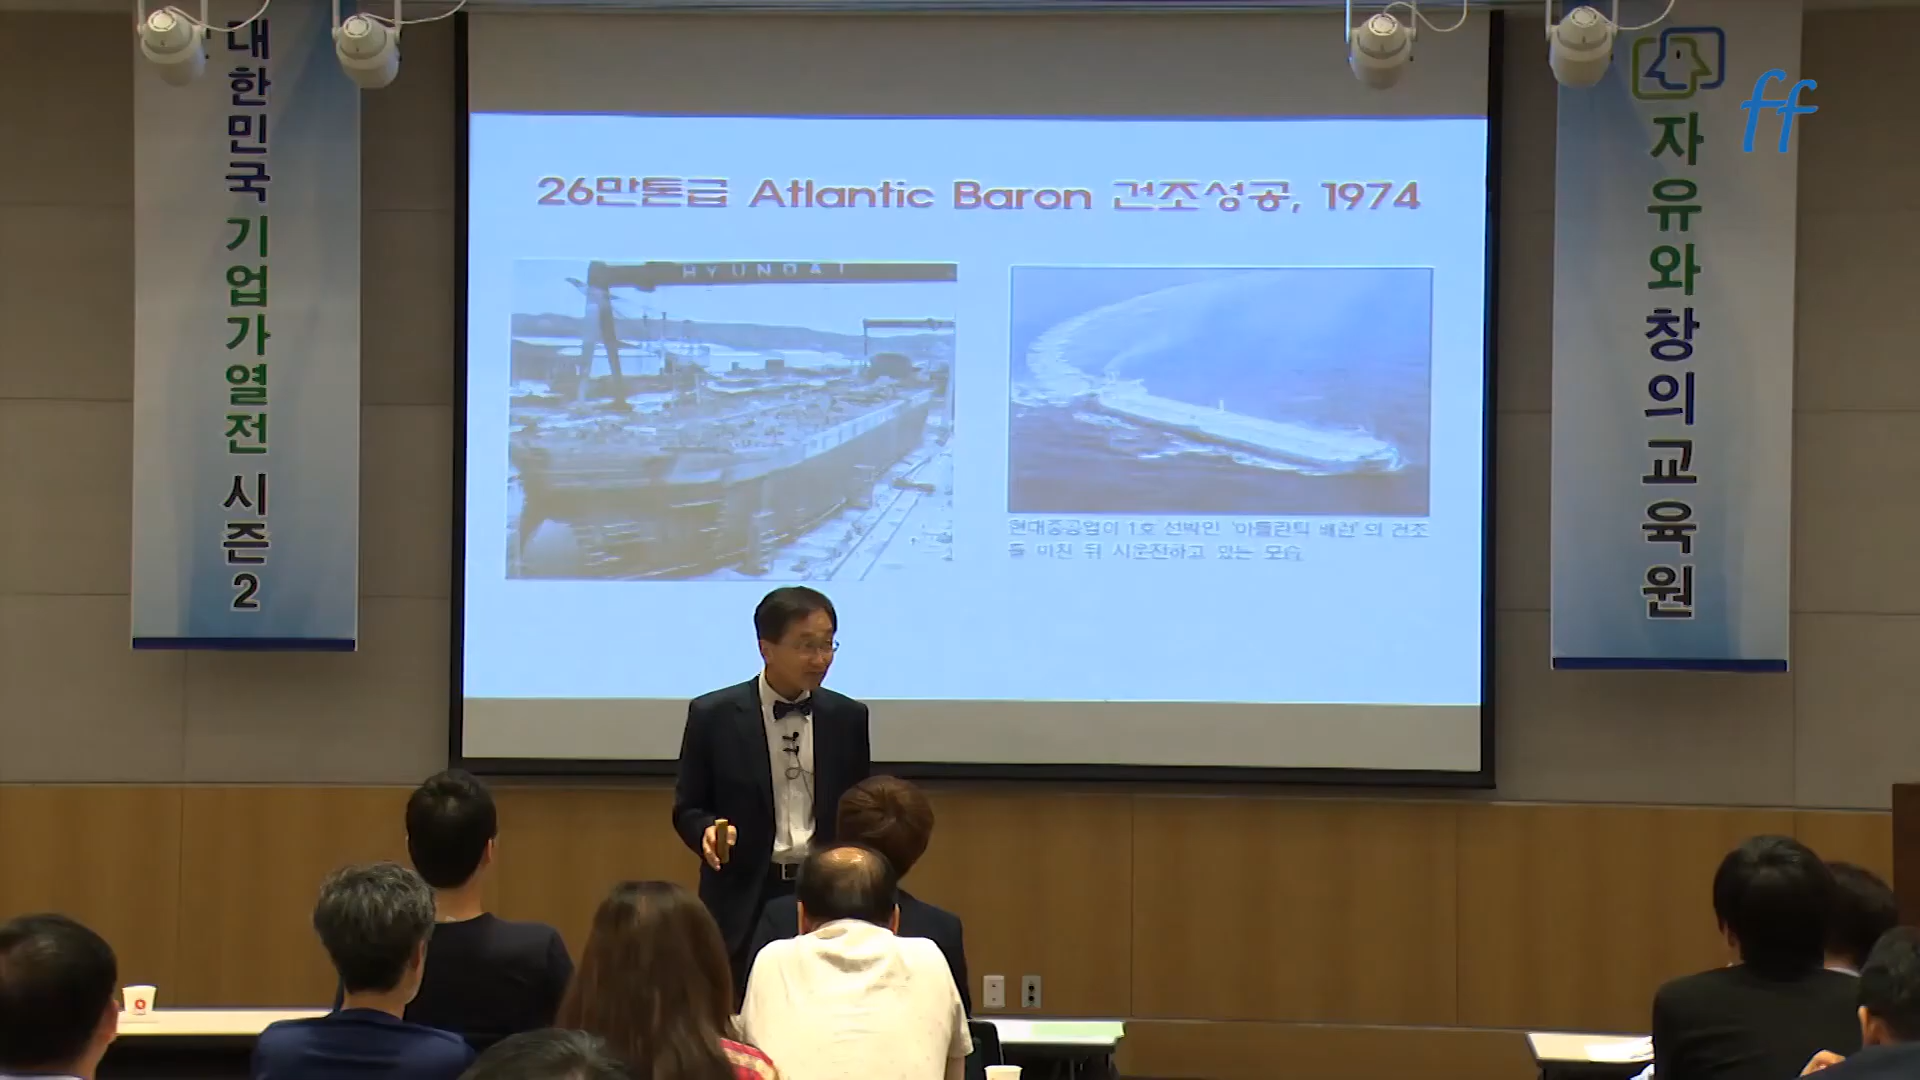 대한민국 기업가열전 시즌2
26만톤급 Atlantic Baron 건조성공, 1974
HYUNDAI
현대중공업이 1호 선박인 '아틀란틱 배런'의 건조
를 마친 뒤 시운전하고 있는 모습
자유와창의교육원
ff